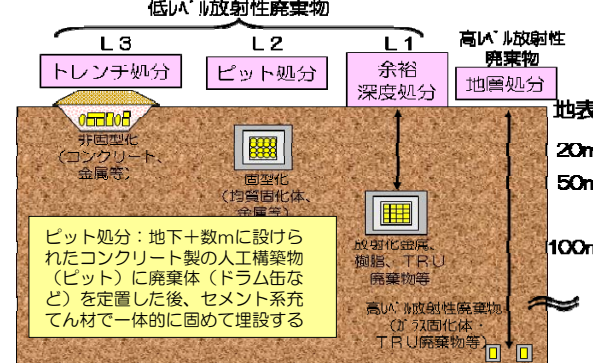 低ﾚﾍﾞﾙ放射性廃棄物
L3
L2
L1
高ﾚﾍﾞﾙ放射性
廃棄物
トレンチ処分
ピット処分
余裕
深度処分
地層処分
地表
20m
50m
100m
非固型化
(コンクリート、
金属等)
固型化
(均質固化体、
金属等)
放射化金属、
樹脂、TRU
廃棄物等
ピット処分：地下＋数mに設けら
れたコンクリート製の人工構築物
（ピット）に廃棄体（ドラム缶な
ど）を定置した後、セメント系充
てん材で一体的に固めて埋設する
高ﾚﾍﾞﾙ放射性廃棄物
(ｶﾞﾗｽ固化体・
TRU廃棄物等)